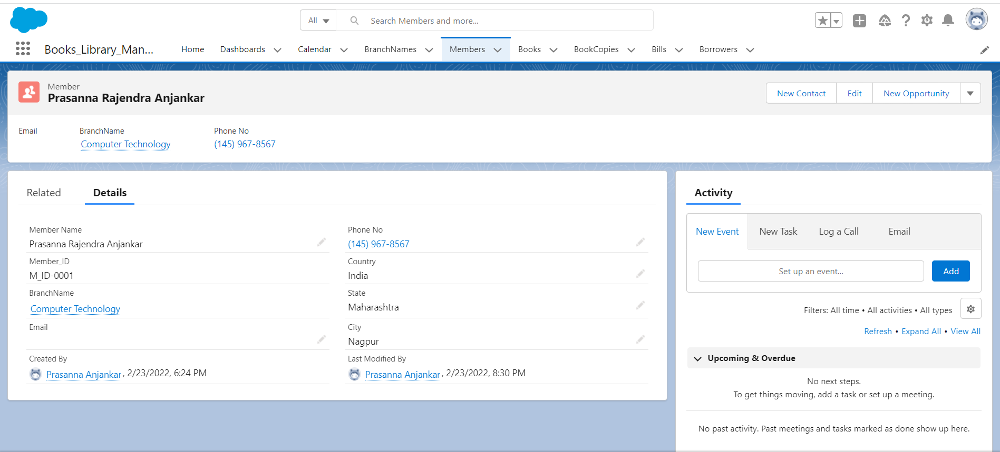 All
Search Members and more...
Books_Library_Man...
Home
Dashboards
Calendar
BranchNames
Members
Books
BookCopies
Bills
Borrowers
Member
Prasanna Rajendra Anjankar
New Contact
Edit
New Opportunity
Email
BranchName
Phone No
Computer Technology
(145) 967-8567
Related
Details
Member Name
Prasanna Rajendra Anjankar
Phone No
(145) 967-8567
Member_ID
M_ID-0001
Country
India
BranchName
Computer Technology
State
Maharashtra
Email
City
Nagpur
Created By
Prasanna Anjankar, 2/23/2022, 6:24 PM
Last Modified By
Prasanna Anjankar, 2/23/2022, 8:30 PM
Activity
New Event
New Task
Log a Call
Email
Set up an event...
Add
Filters: All time • All activities • All types
Refresh • Expand All • View All
Upcoming & Overdue
No next steps.
To get things moving, add a task or set up a meeting.
No past activity. Past meetings and tasks marked as done show up here.